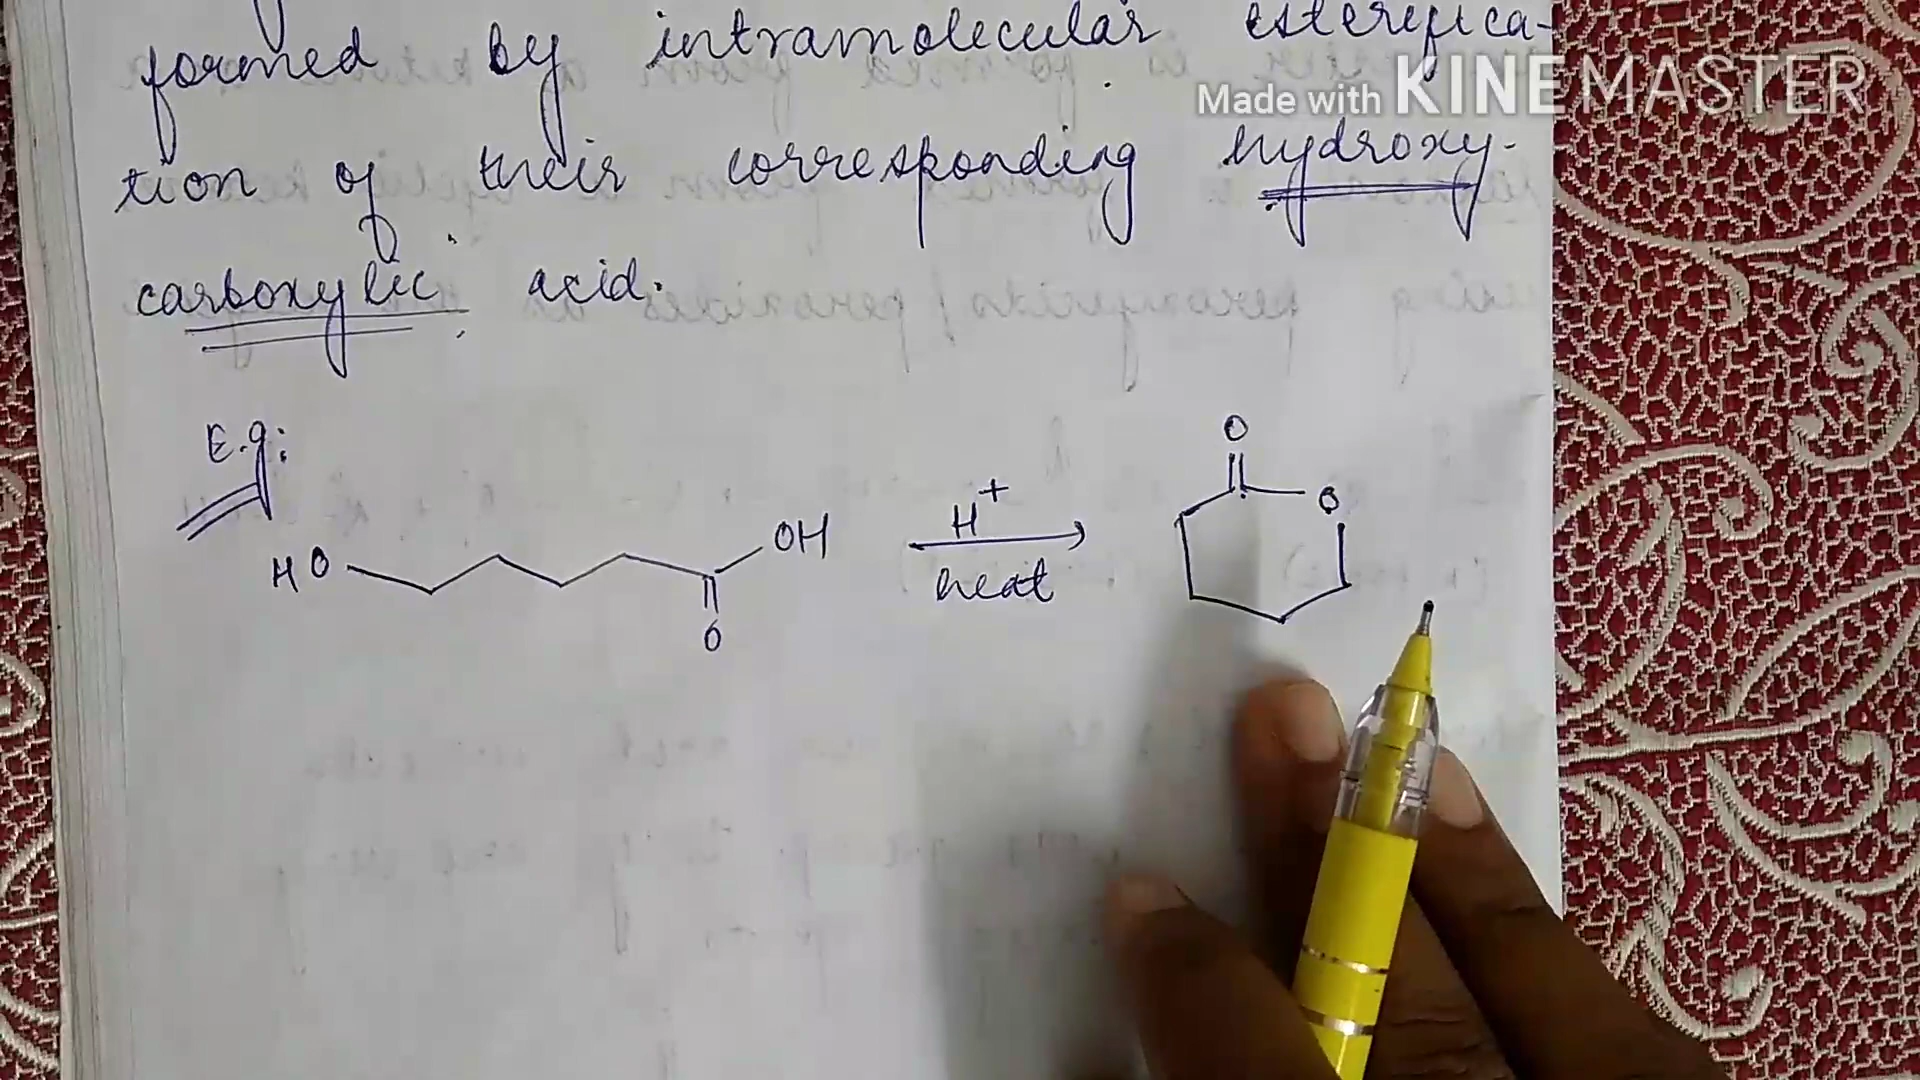 formed by intramolecular esterifica-
Made with KINEMASTER
tion of their corresponding hydroxy-
carboxylic acid.
E.g:
HO OH
O
H+
heat
O
O